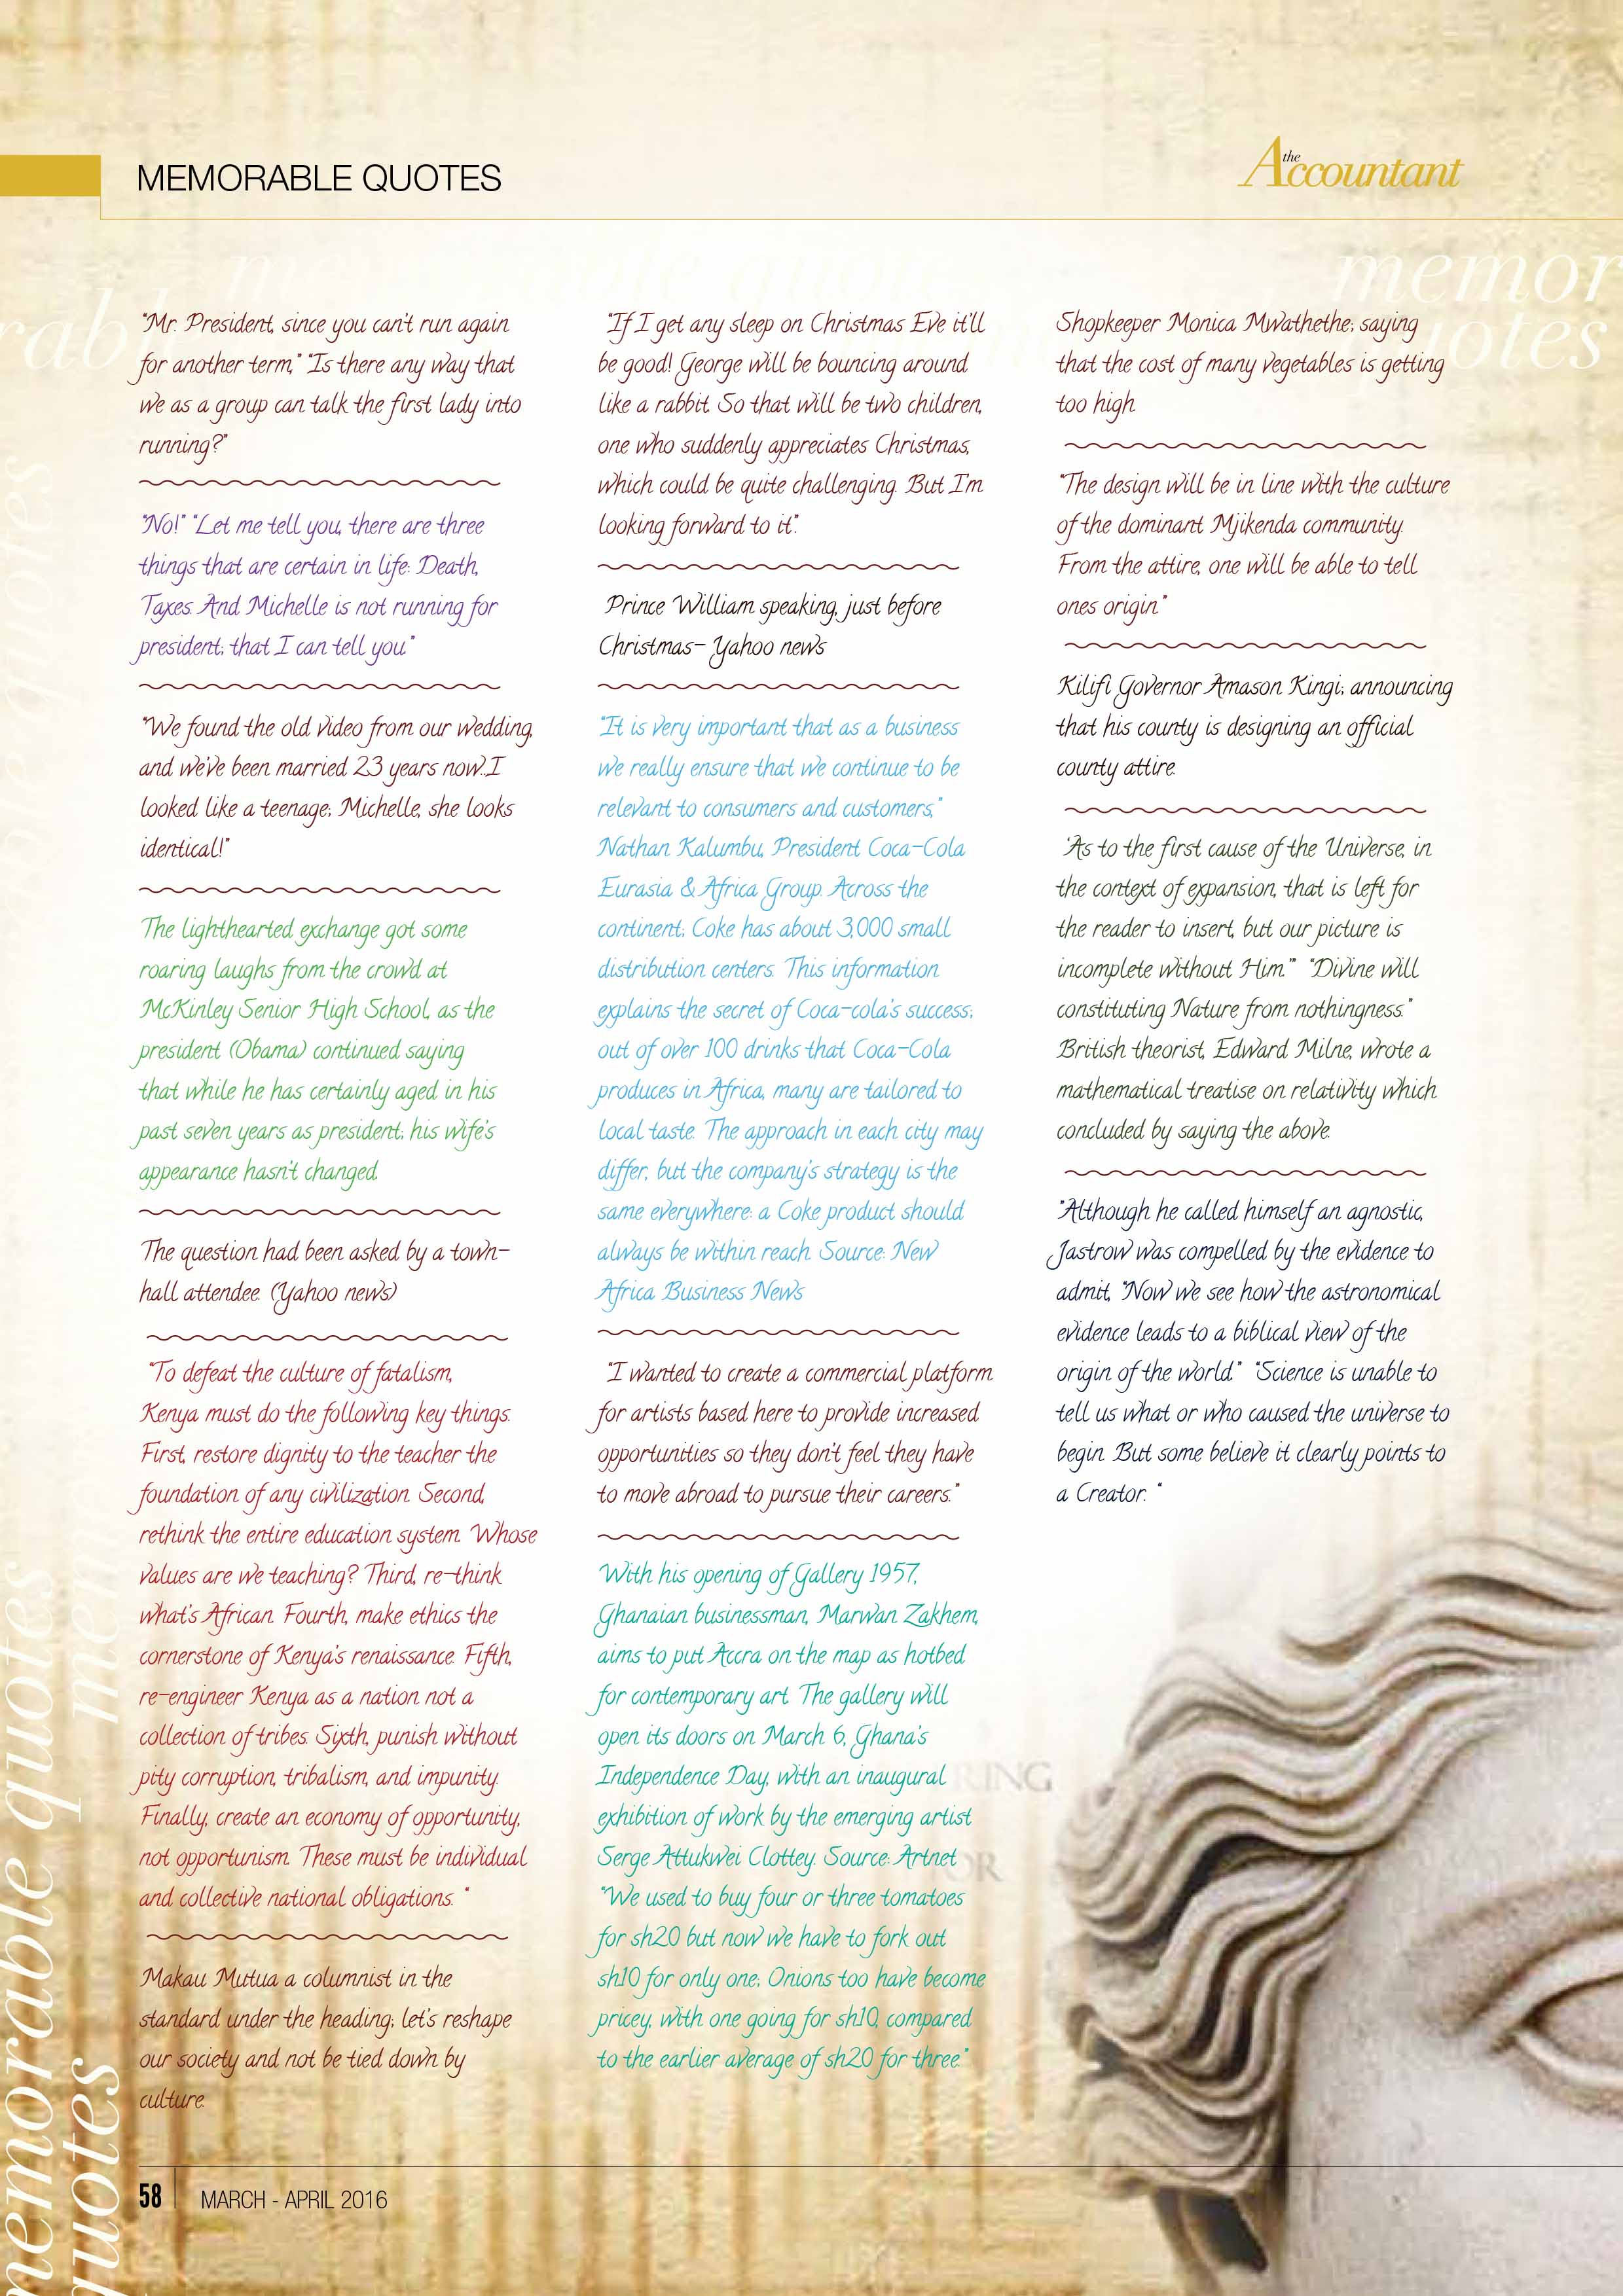 MEMORABLE QUOTES
the Accountant
"Mr. President, since you can't run again
for another term," "Is there any way that
we as a group can talk the first lady into
running?"
"No!" "Let me tell you, there are three
things that are certain in life: Death,
Taxes. And Michelle is not running for
president; that I can tell you."
"We found the old video from our wedding,
and we've been married 23 years now..I
looked like a teenage; Michelle, she looks
identical!"
The lighthearted exchange got some
roaring laughs from the crowd at
McKinley Senior High School, as the
president (Obama) continued saying
that while he has certainly aged in his
past seven years as president; his wife's
appearance hasn't changed.
The question had been asked by a town-
hall attendee. (Yahoo news)
"To defeat the culture of fatalism,
Kenya must do the following key things.
First, restore dignity to the teacher the
foundation of any civilization. Second,
rethink the entire education system. Whose
values are we teaching? Third, re-think
what's African. Fourth, make ethics the
cornerstone of Kenya's renaissance. Fifth,
re-engineer Kenya as a nation not a
collection of tribes. Sixth, punish without
pity corruption, tribalism, and impunity.
Finally, create an economy of opportunity,
not opportunism. These must be individual
and collective national obligations. "
Makau Mutua a columnist in the
standard under the heading; let's reshape
our society and not be tied down by
culture.
"If I get any sleep on Christmas Eve it'll
be good! George will be bouncing around
like a rabbit. So that will be two children,
one who suddenly appreciates Christmas,
which could be quite challenging. But I'm
looking forward to it".
Prince William speaking, just before
Christmas- Yahoo news
"It is very important that as a business
we really ensure that we continue to be
relevant to consumers and customers,"
Nathan Kalumbu, President Coca-Cola
Eurasia & Africa Group. Across the
continent; Coke has about 3,000 small
distribution centers. This information
explains the secret of Coca-cola's success;
out of over 100 drinks that Coca-Cola
produces in Africa, many are tailored to
local taste. The approach in each city may
differ, but the company's strategy is the
same everywhere: a Coke product should
always be within reach. Source: New
Africa Business News
"I wanted to create a commercial platform
for artists based here to provide increased
opportunities so they don't feel they have
to move abroad to pursue their careers."
With his opening of Gallery 1957,
Ghanaian businessman, Marwan Zakhem,
aims to put Accra on the map as hotbed
for contemporary art. The gallery will
open its doors on March 6, Ghana's
Independence Day, with an inaugural
exhibition of work by the emerging artist
Serge Attukwei Clottey. Source: Artnet
"We used to buy four or three tomatoes
for sh20 but now we have to fork out
sh10 for only one; Onions too have become
pricey, with one going for sh10, compared
to the earlier average of sh20 for three."
Shopkeeper Monica Mwathethe; saying
that the cost of many vegetables is getting
too high.
"The design will be in line with the culture
of the dominant Mjikenda community.
From the attire, one will be able to tell
ones origin"
Kilifi Governor Amason Kingi; announcing
that his county is designing an official
county attire.
'As to the first cause of the Universe, in
the context of expansion, that is left for
the reader to insert, but our picture is
incomplete without Him.'" "Divine will
constituting Nature from nothingness."
British theorist, Edward Milne, wrote a
mathematical treatise on relativity which
concluded by saying the above.
"Although he called himself an agnostic,
Jastrow was compelled by the evidence to
admit, "Now we see how the astronomical
evidence leads to a biblical view of the
origin of the world." "Science is unable to
tell us what or who caused the universe to
begin. But some believe it clearly points to
a Creator. "
memorable quotes
quotes
58
MARCH - APRIL 2016